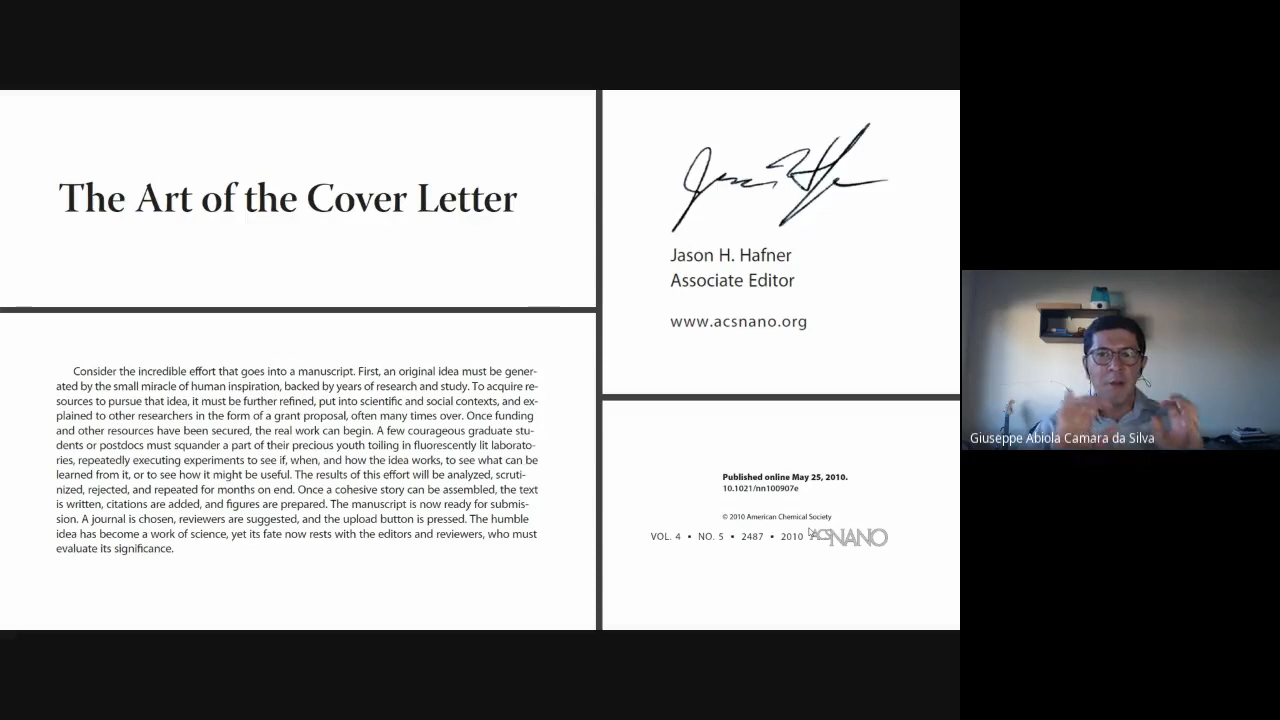 The Art of the Cover Letter
Consider the incredible effort that goes into a manuscript. First, an original idea must be gener-
ated by the small miracle of human inspiration, backed by years of research and study. To acquire re-
sources to pursue that idea, it must be further refined, put into scientific and social contexts, and ex-
plained to other researchers in the form of a grant proposal, often many times over. Once funding
and other resources have been secured, the real work can begin. A few courageous graduate stu-
dents or postdocs must squander a part of their precious youth toiling in fluorescently lit laborato-
ries, repeatedly executing experiments to see if, when, and how the idea works, to see what can be
learned from it, or to see how it might be useful. The results of this effort will be analyzed, scruti-
nized, rejected, and repeated for months on end. Once a cohesive story can be assembled, the text
is written, citations are added, and figures are prepared. The manuscript is now ready for submis-
sion. A journal is chosen, reviewers are suggested, and the upload button is pressed. The humble
idea has become a work of science, yet its fate now rests with the editors and reviewers, who must
evaluate its significance.
Jason H. Hafner
Associate Editor
www.acsnano.org
Published online May 25, 2010.
10.1021/nn100907e
© 2010 American Chemical Society
VOL. 4 ▪ NO. 5 ▪ 2487 ▪ 2010 ACSNANO
Giuseppe Abiola Camara da Silva